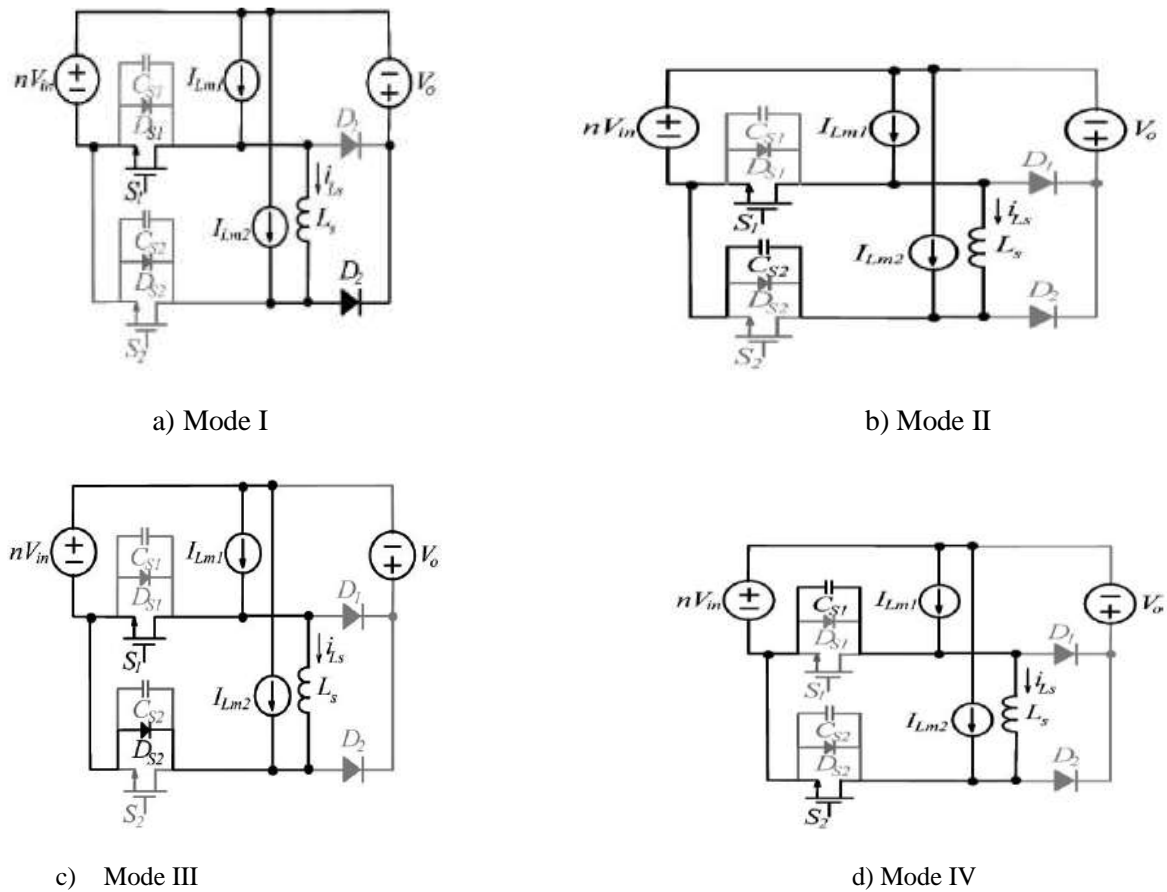 nV_in
C_S1
D_S1
S_1
I_Lm1
V_o
D_1
i_Ls
L_s
I_Lm2
C_S2
D_S2
S_2
D_2
a) Mode I
nV_in
C_S1
D_S1
S_1
I_Lm1
V_o
D_1
i_Ls
L_s
I_Lm2
C_S2
D_S2
S_2
D_2
b) Mode II
nV_in
C_S1
D_S1
S_1
I_Lm1
V_o
D_1
i_Ls
L_s
I_Lm2
C_S2
D_S2
S_2
D_2
c) Mode III
nV_in
C_S1
D_S1
S_1
I_Lm1
V_o
D_1
i_Ls
L_s
I_Lm2
C_S2
D_S2
S_2
D_2
d) Mode IV